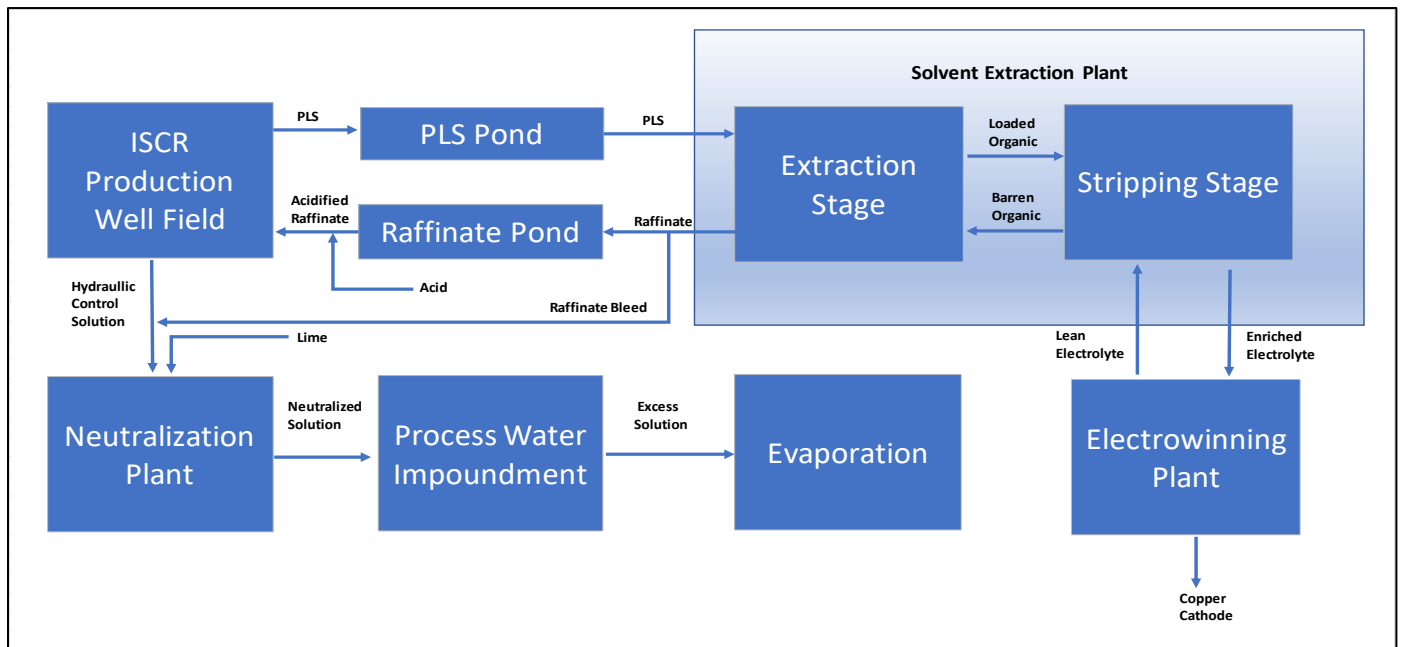 Solvent Extraction Plant
ISCR
Production
Well Field
PLS
PLS Pond
PLS
Extraction
Stage
Loaded
Organic
Stripping Stage
Barren
Organic
Acidified
Raffinate
Raffinate Pond
Raffinate
Acid
Hydraullic
Control
Solution
Raffinate Bleed
Lime
Lean
Electrolyte
Enriched
Electrolyte
Neutralization
Plant
Neutralized
Solution
Process Water
Impoundment
Excess
Solution
Evaporation
Electrowinning
Plant
Copper
Cathode